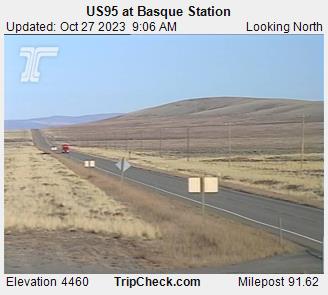 US95 at Basque Station
Updated: Oct 27 2023 9:06 AM Looking North
Elevation 4460 TripCheck.com Milepost 91.62